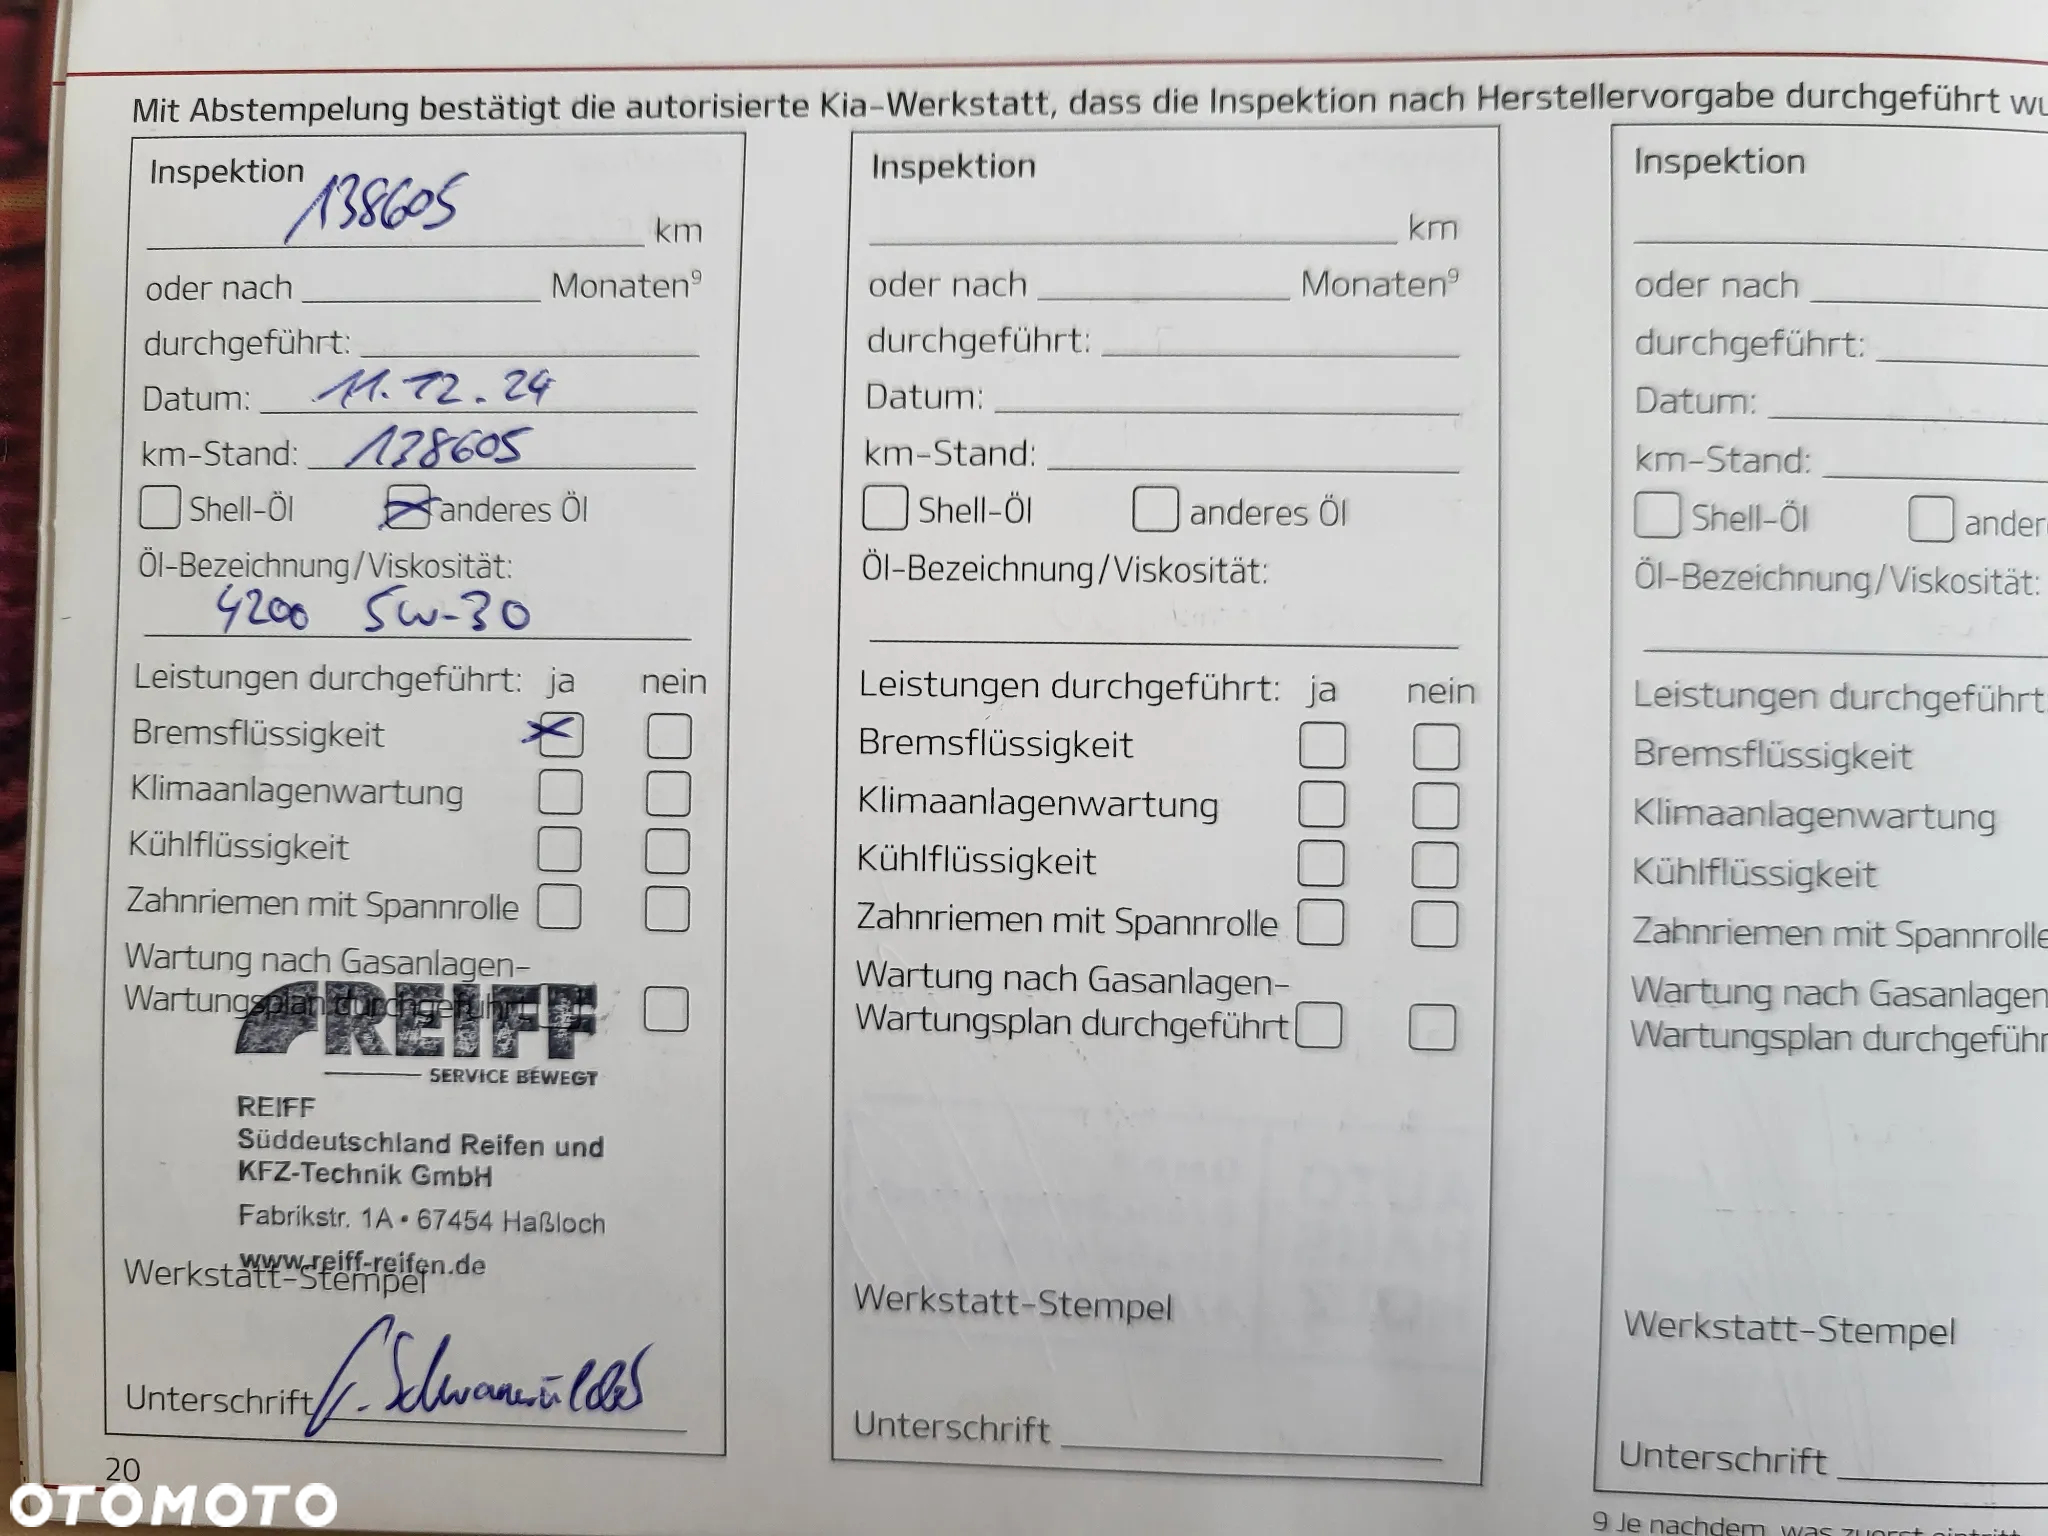 Mit Abstempelung bestätigt die autorisierte Kia-Werkstatt, dass die Inspektion nach Herstellervorgabe durchgeführt wu
Inspektion
138605 km
oder nach Monaten9
durchgeführt:
Datum: 11.12.24
km-Stand: 138605
Shell-Öl anderes Öl
Öl-Bezeichnung/Viskosität:
4200 5W-30
Leistungen durchgeführt: ja nein
Bremsflüssigkeit
Klimaanlagenwartung
Kühlflüssigkeit
Zahnriemen mit Spannrolle
Wartung nach Gasanlagen-
Wartungsplan durchgeführt
REIFF
SERVICE BEWEGT
REIFF
Süddeutschland Reifen und
KFZ-Technik GmbH
Fabrikstr. 1A • 67454 Haßloch
www.reiff-reifen.de
Werkstatt-Stempel
Unterschrift
20
Inspektion
km
oder nach Monaten9
durchgeführt:
Datum:
km-Stand:
Shell-Öl anderes Öl
Öl-Bezeichnung/Viskosität:
Leistungen durchgeführt: ja nein
Bremsflüssigkeit
Klimaanlagenwartung
Kühlflüssigkeit
Zahnriemen mit Spannrolle
Wartung nach Gasanlagen-
Wartungsplan durchgeführt
Werkstatt-Stempel
Unterschrift
Inspektion
oder nach
durchgeführt:
Datum:
km-Stand:
Shell-Öl ander
Öl-Bezeichnung/Viskosität:
Leistungen durchgeführt:
Bremsflüssigkeit
Klimaanlagenwartung
Kühlflüssigkeit
Zahnriemen mit Spannrolle
Wartung nach Gasanlagen
Wartungsplan durchgeführ
Werkstatt-Stempel
Unterschrift
9 Je nachdem, was zuerst eintritt
OTOMOTO